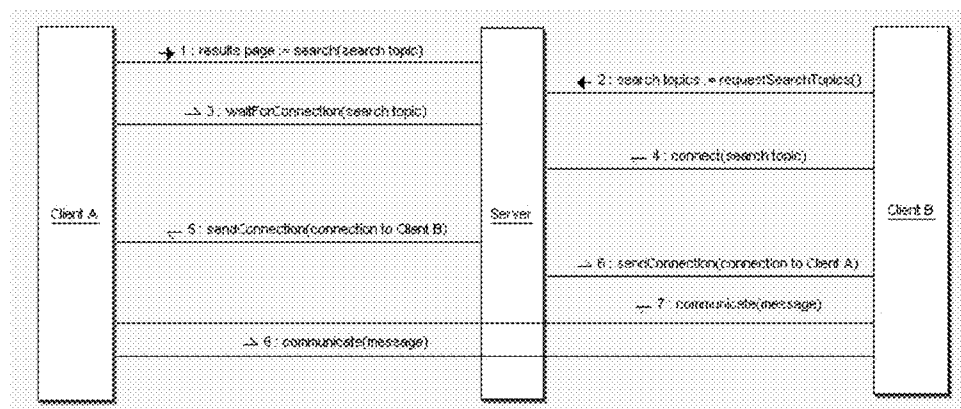 1 : results page := search(search topic)
2 : search topics := requestSearchTopics()
3 : waitForConnection(search topic)
4 : connect(search topic)
Client A
Server
Client B
5 : sendConnection(connection to Client B)
6 : sendConnection(connection to Client A)
7 : communicate(message)
8 : communicate(message)